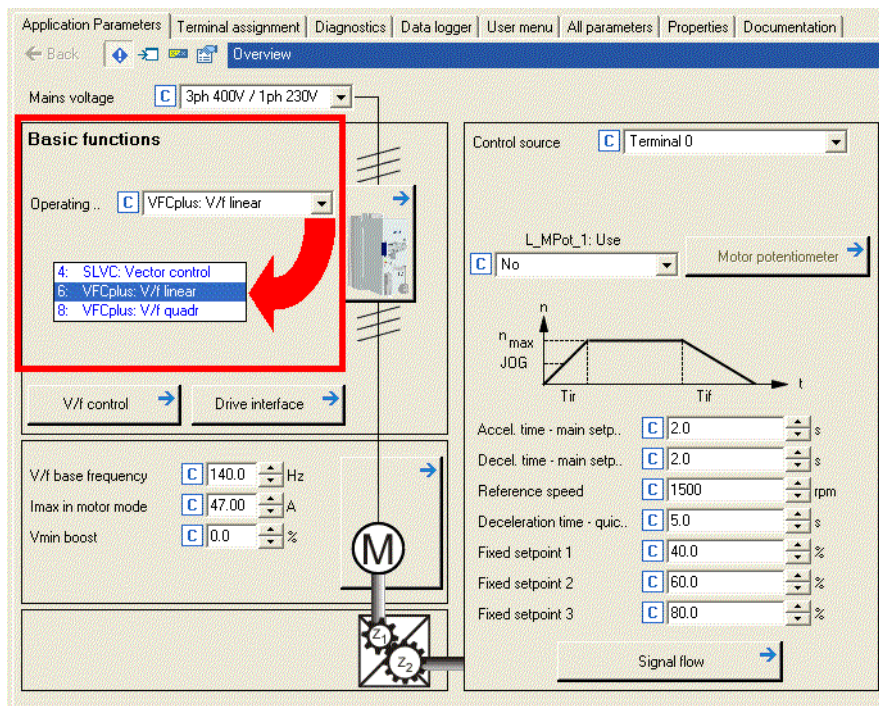 Application Parameters Terminal assignment Diagnostics Data logger User menu All parameters Properties Documentation
Back Overview
Mains voltage C 3ph 400V / 1ph 230V
Basic functions
Operating .. C VFCplus: V/f linear
4: SLVC: Vector control
6: VFCplus: V/f linear
8: VFCplus: V/f quadr
V/f control Drive interface
V/f base frequency C 140.0 Hz
Imax in motor mode C 47.00 A
Vmin boost C 0.0 %
M
Z1
Z2
Control source C Terminal 0
L_MPot_1: Use
C No Motor potentiometer
n
n max
JOG
t
Tir Tif
Accel. time - main setp.. C 2.0 s
Decel. time - main setp.. C 2.0 s
Reference speed C 1500 rpm
Deceleration time - quic.. C 5.0 s
Fixed setpoint 1 C 40.0 %
Fixed setpoint 2 C 60.0 %
Fixed setpoint 3 C 80.0 %
Signal flow